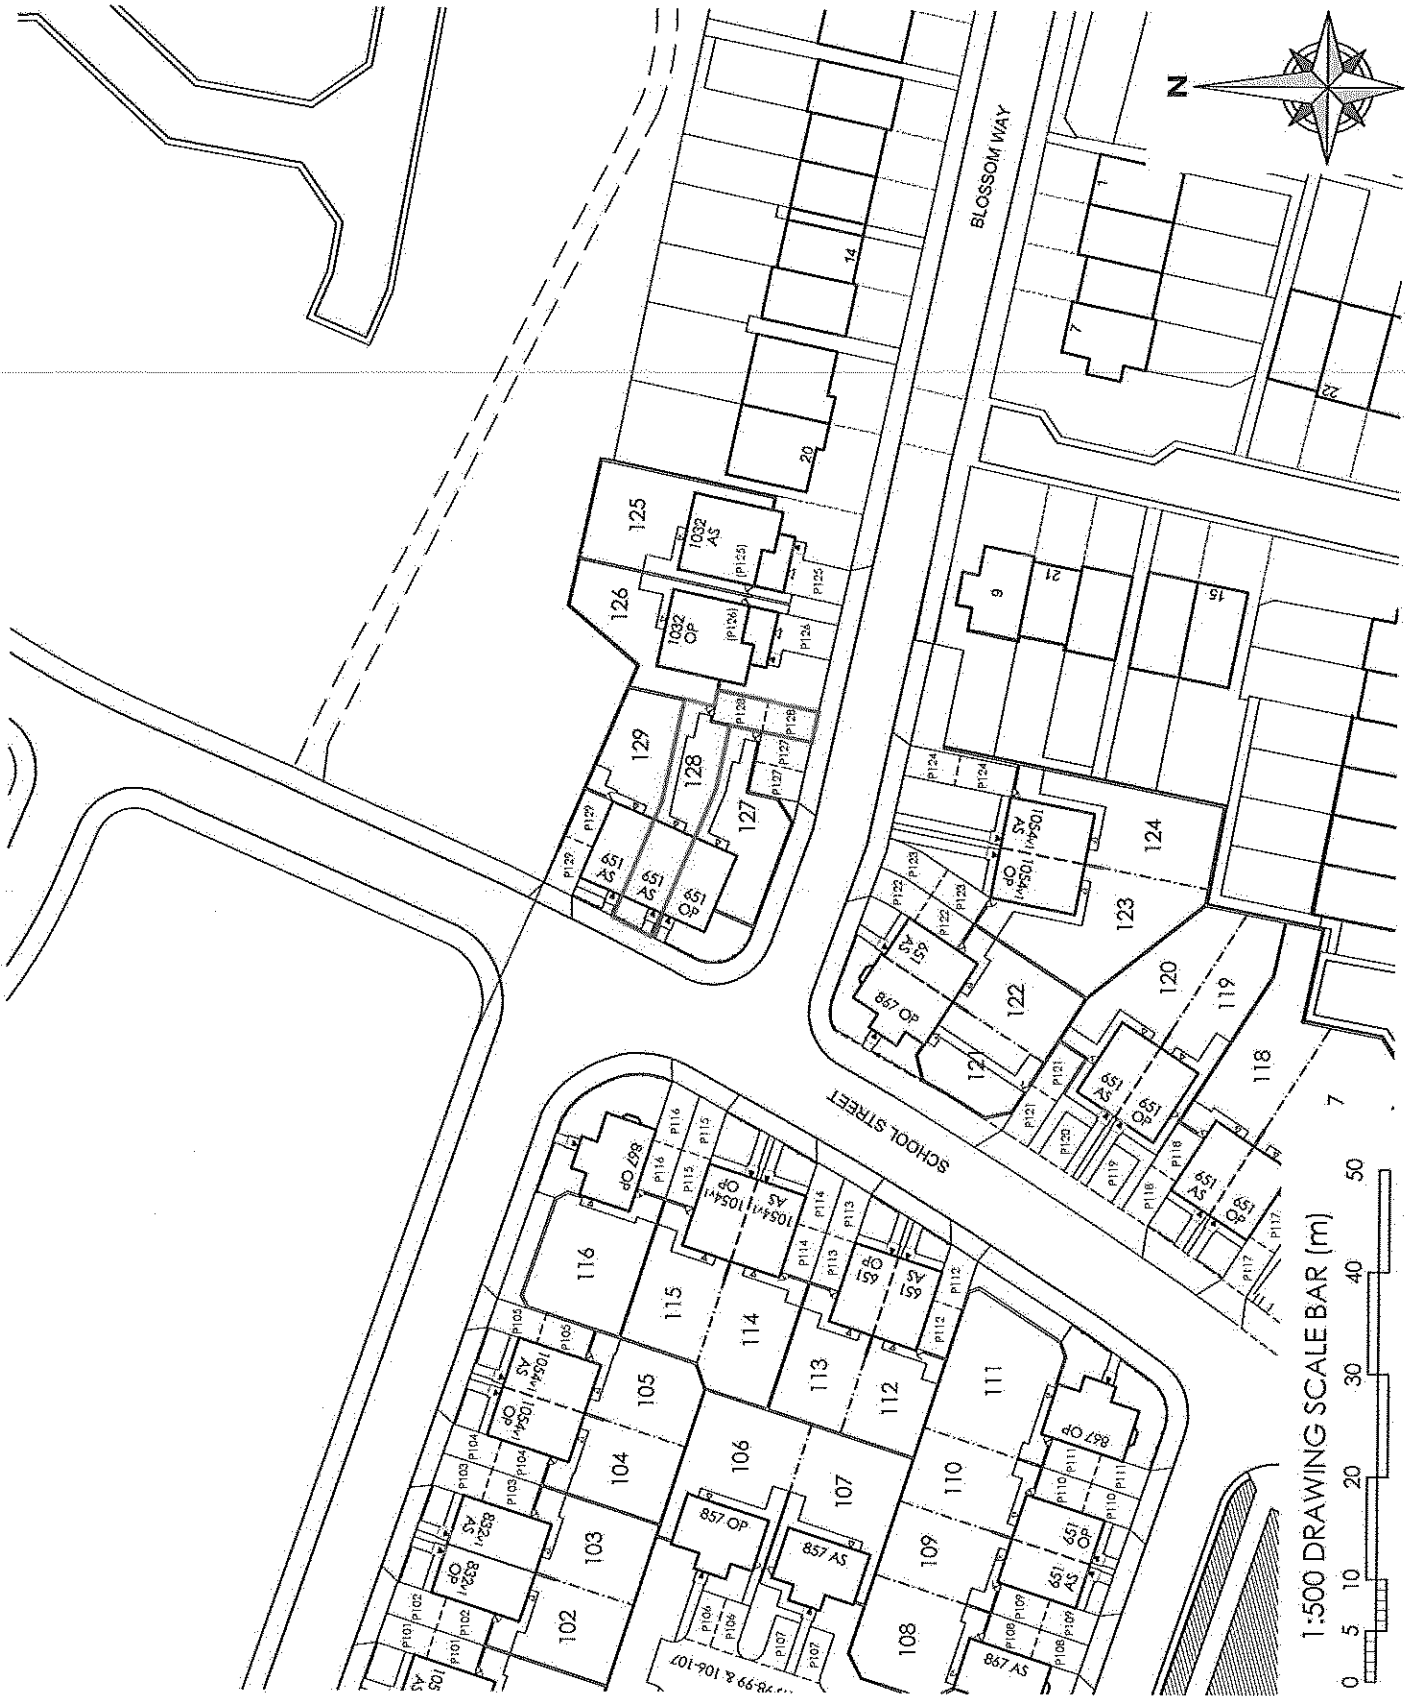 N
BLOSSOM WAY
1
14
7
22
20
125
1032
AS
(P125)
P125
126
1032
OP
(P126)
P126
9
21
15
129
128
127
P128
P128
P127
P127
P129
P129
651
AS
651
AS
651
OP
P124
P124
1054v1
AS
1054v1
OP
124
123
P123
P122
P123
P122
651
AS
867 OP
122
121
P121
P121
120
119
118
7
651
AS
651
OP
P120
P119
P118
P118
651
AS
651
OP
P117
P117
SCHOOL STREET
P116
P115
P116
P115
867 OP
1054v1
OP
1054v1
AS
P114
P113
P114
P113
651
OP
651
AS
P112
P112
116
115
114
113
112
111
P105
P105
1054v1
AS
1054v1
OP
105
104
106
107
110
109
108
P104
P103
P104
P103
832v1
AS
832v1
OP
103
102
857 OP
857 AS
867 OP
P111
P110
P111
P110
651
OP
651
AS
P109
P108
P109
P108
867 AS
P102
P101
P102
P101
AS
P106
P106
P107
P107
98-99 & 106-107
1:500 DRAWING SCALE BAR (m)
0 5 10 20 30 40 50